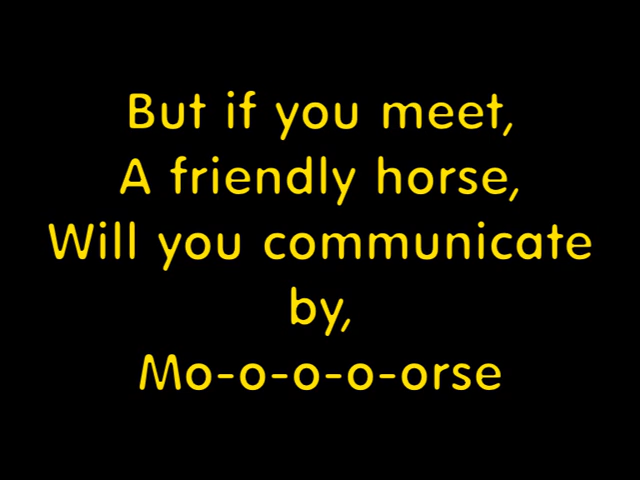 But if you meet,
A friendly horse,
Will you communicate
by,
Mo-o-o-o-orse